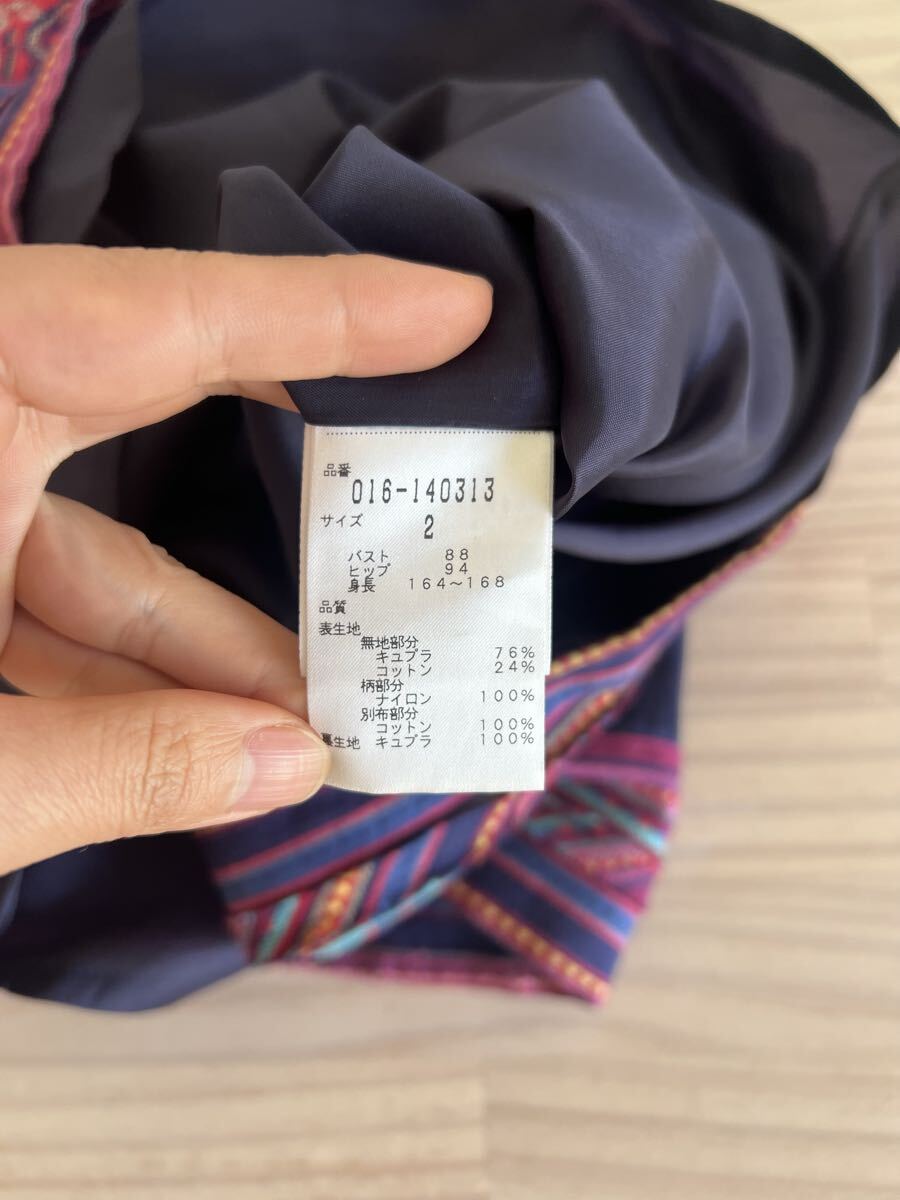 品番
016-140313
サイズ 2
バスト 88
ヒップ 94
身長 164～168
品質
表生地
無地部分
キュプラ 76%
コットン 24%
柄部分
ナイロン 100%
別布部分
コットン 100%
裏生地 キュプラ 100%